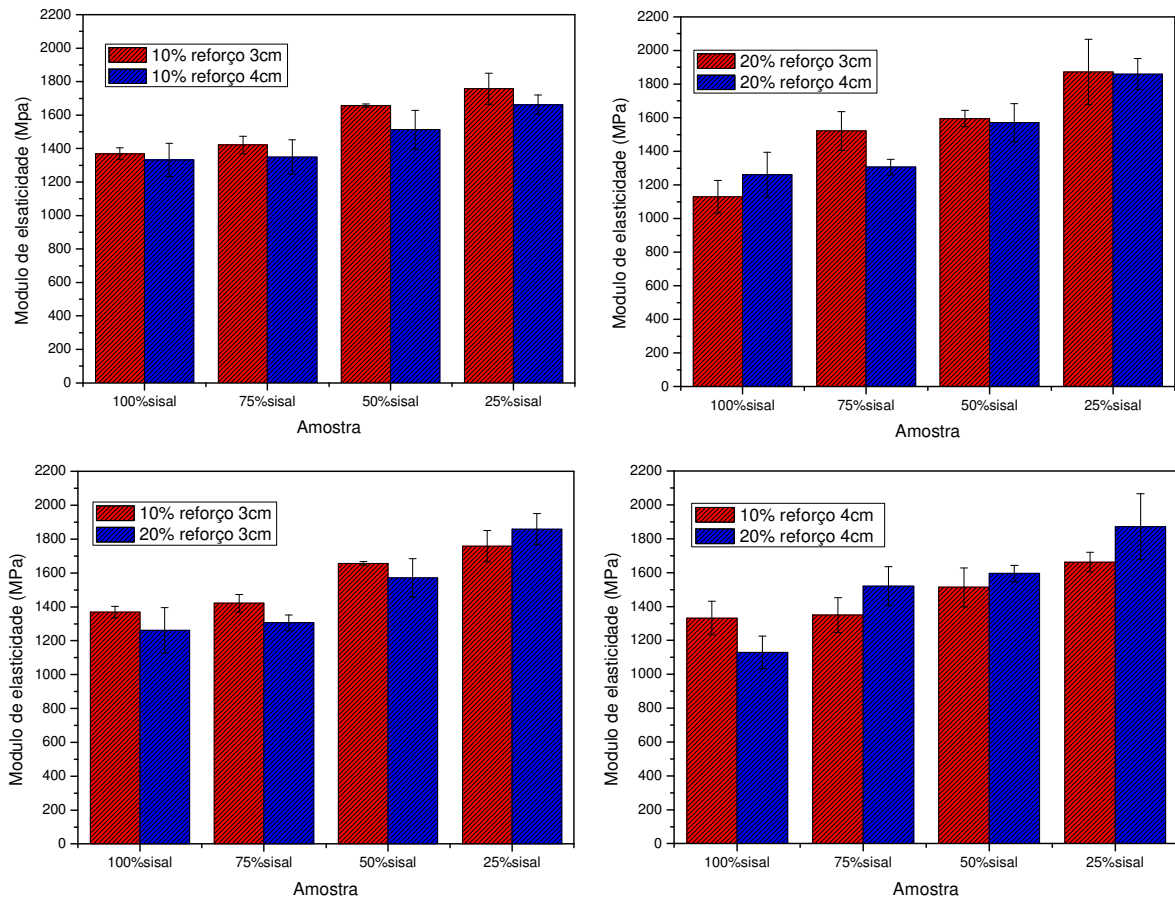 2200
2000
1800
1600
1400
1200
1000
800
600
400
200
0
Modulo de elsaticidade (Mpa)
10% reforço 3cm
10% reforço 4cm
100%sisal 75%sisal 50%sisal 25%sisal
Amostra
2200
2000
1800
1600
1400
1200
1000
800
600
400
200
0
Modulo de elasticidade (MPa)
20% reforço 3cm
20% reforço 4cm
100%sisal 75%sisal 50%sisal 25%sisal
Amostra
2200
2000
1800
1600
1400
1200
1000
800
600
400
200
0
Modulo de elasticidade (MPa)
10% reforço 3cm
20% reforço 3cm
100%sisal 75%sisal 50%sisal 25%sisal
Amostra
2200
2000
1800
1600
1400
1200
1000
800
600
400
200
0
Modulo de elasticidade (MPa)
10% reforço 4cm
20% reforço 4cm
100%sisal 75%sisal 50%sisal 25%sisal
Amostra